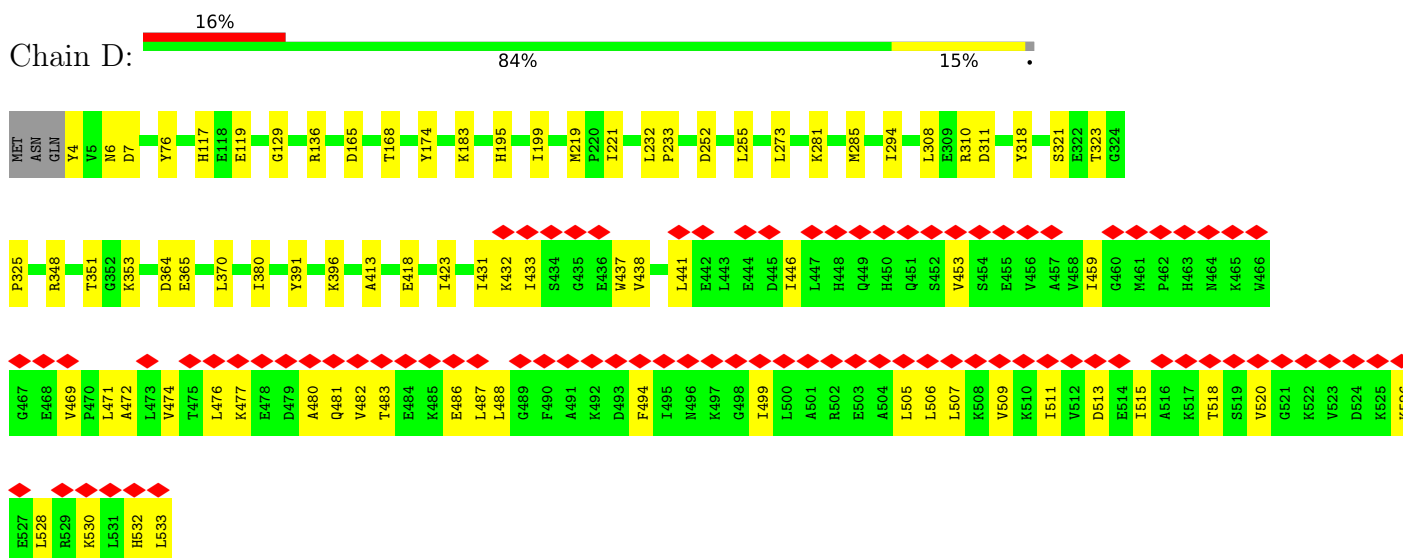 16%
Chain D:
84% 15% •
MET ASN GLN Y4 V5 N6 D7 Y76 H117 E118 E119 G129 R136 D165 T168 Y174 K183 H195 I199 M219 P220 I221 L232 P233 D252 L255 L273 K281 M285 I294 L308 E309 R310 D311 Y318 S321 E322 T323 G324
P325 R348 T351 G352 K353 D364 E365 L370 I380 Y391 K396 A413 E418 I423 I431 K432 I433 S434 G435 E436 W437 V438 L441 E442 L443 E444 D445 I446 L447 H448 Q449 H450 Q451 S452 V453 S454 E455 V456 A457 V458 I459 G460 M461 P462 H463 N464 K465 W466
G467 E468 V469 P470 L471 A472 L473 V474 T475 L476 K477 E478 D479 A480 Q481 V482 T483 E484 K485 E486 L487 L488 G489 F490 A491 K492 D493 F494 I495 N496 K497 G498 I499 L500 A501 R502 E503 A504 L505 L506 L507 K508 V509 K510 I511 V512 D513 E514 I515 A516 K517 T518 S519 V520 G521 K522 V523 D524 K525
E527 L528 R529 K530 L531 H532 L533